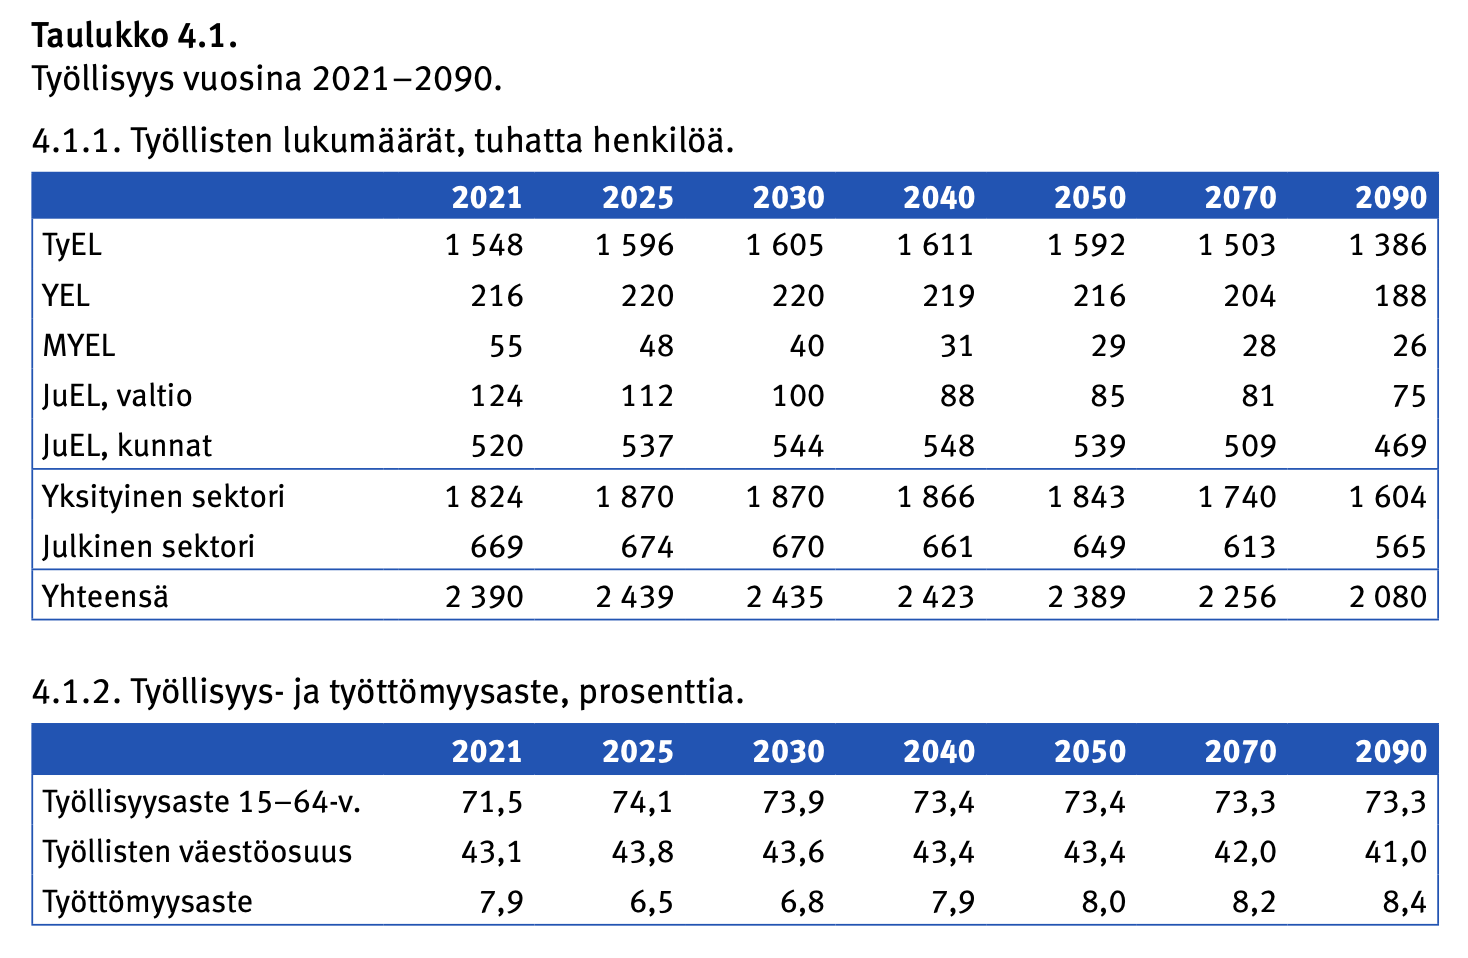 Taulukko 4.1.
Työllisyys vuosina 2021–2090.
4.1.1. Työllisten lukumäärät, tuhatta henkilöä.
2021 2025 2030 2040 2050 2070 2090
TyEL 1 548 1 596 1 605 1 611 1 592 1 503 1 386
YEL 216 220 220 219 216 204 188
MYEL 55 48 40 31 29 28 26
JuEL, valtio 124 112 100 88 85 81 75
JuEL, kunnat 520 537 544 548 539 509 469
Yksityinen sektori 1 824 1 870 1 870 1 866 1 843 1 740 1 604
Julkinen sektori 669 674 670 661 649 613 565
Yhteensä 2 390 2 439 2 435 2 423 2 389 2 256 2 080
4.1.2. Työllisyys- ja työttömyysaste, prosenttia.
2021 2025 2030 2040 2050 2070 2090
Työllisyysaste 15–64-v. 71,5 74,1 73,9 73,4 73,4 73,3 73,3
Työllisten väestöosuus 43,1 43,8 43,6 43,4 43,4 42,0 41,0
Työttömyysaste 7,9 6,5 6,8 7,9 8,0 8,2 8,4